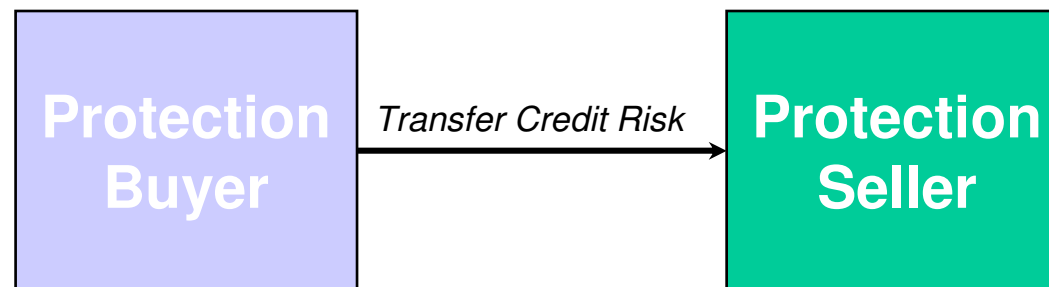 Protection
Buyer
Transfer Credit Risk
Protection
Seller